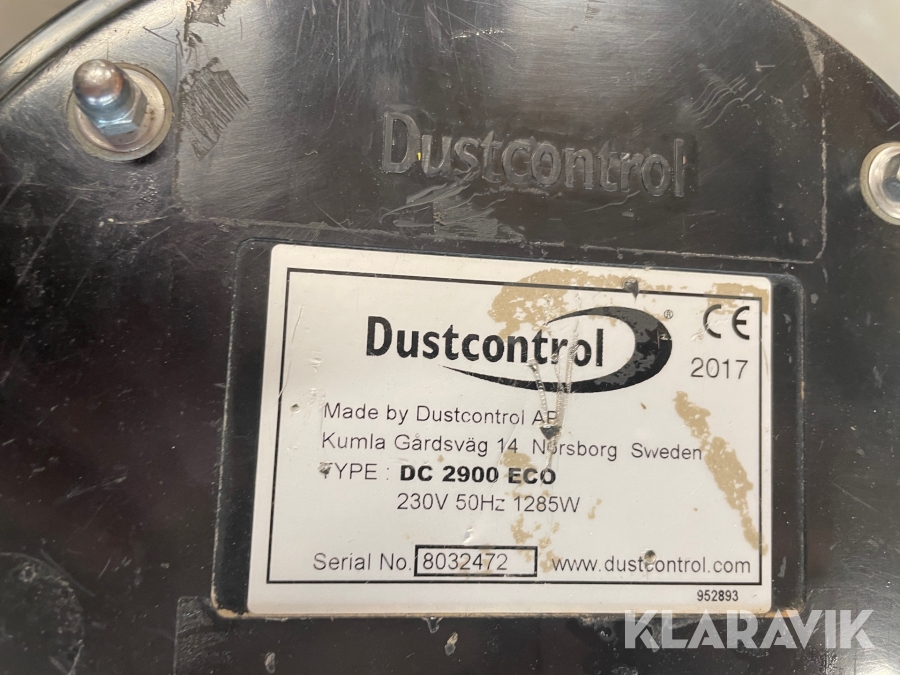 Dustcontrol
Dustcontrol ®
CE
2017
Made by Dustcontrol AB
Kumla Gårdsväg 14 Norsborg Sweden
TYPE : DC 2900 ECO
230V 50Hz 1285W
Serial No. 8032472 www.dustcontrol.com
952893
KLARAVIK